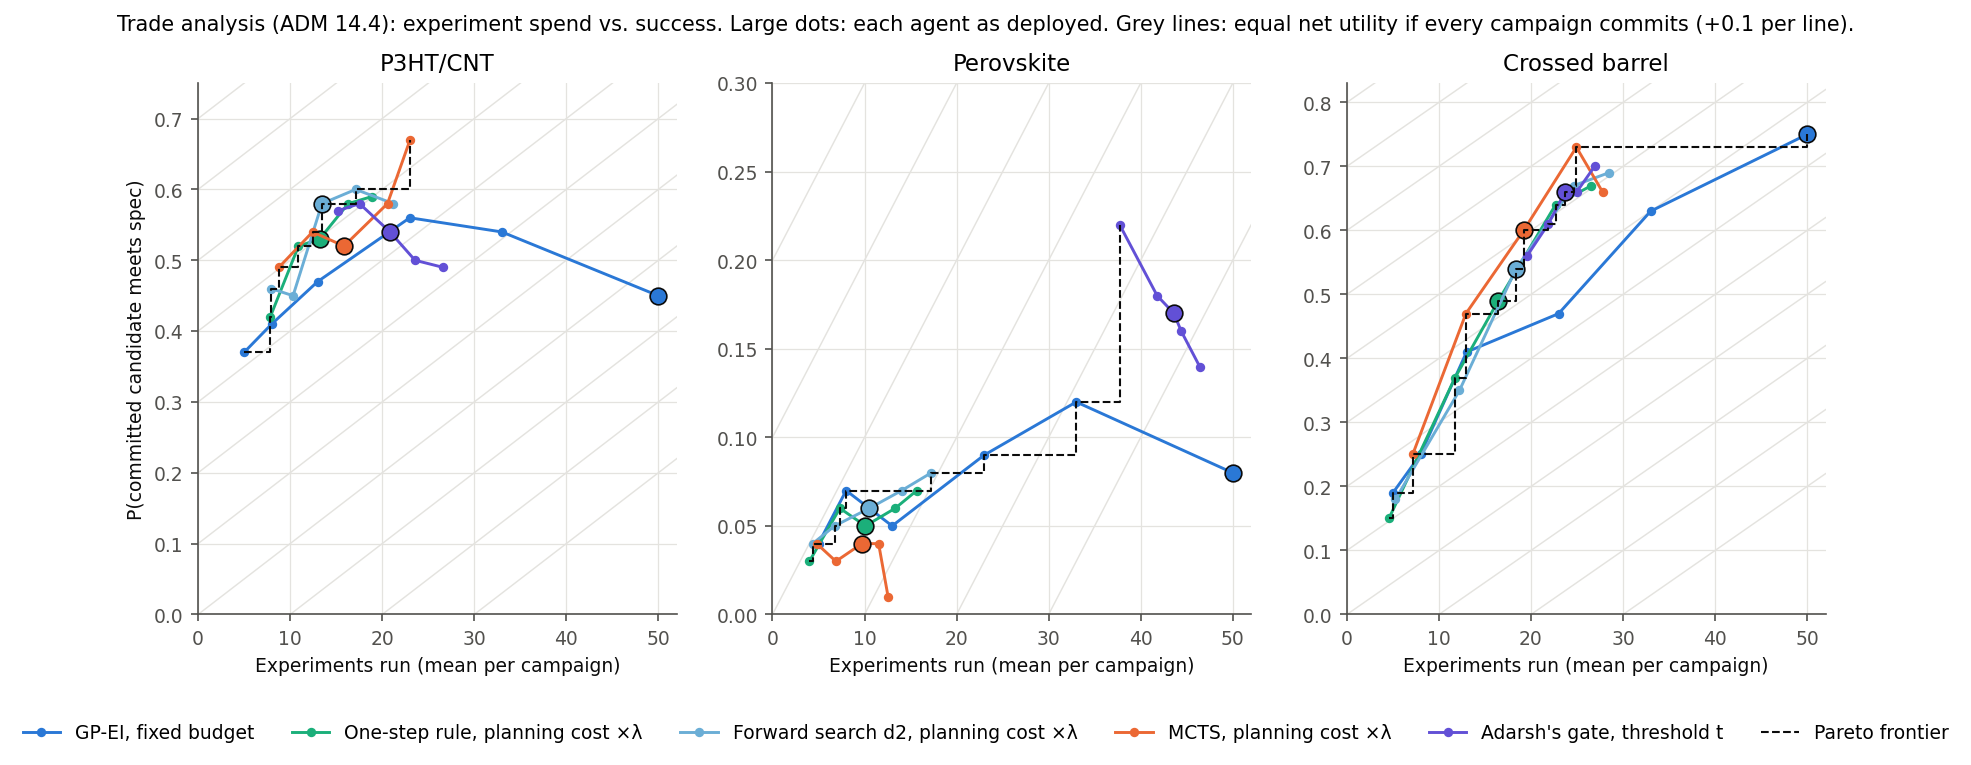 Trade analysis (ADM 14.4): experiment spend vs. success. Large dots: each agent as deployed. Grey lines: equal net utility if every campaign commits (+0.1 per line).
P3HT/CNT
P(committed candidate meets spec)
0.7
0.6
0.5
0.4
0.3
0.2
0.1
0.0
0 10 20 30 40 50
Experiments run (mean per campaign)
Perovskite
0.30
0.25
0.20
0.15
0.10
0.05
0.00
0 10 20 30 40 50
Experiments run (mean per campaign)
Crossed barrel
0.8
0.7
0.6
0.5
0.4
0.3
0.2
0.1
0.0
0 10 20 30 40 50
Experiments run (mean per campaign)
GP-EI, fixed budget
One-step rule, planning cost ×λ
Forward search d2, planning cost ×λ
MCTS, planning cost ×λ
Adarsh's gate, threshold t
Pareto frontier